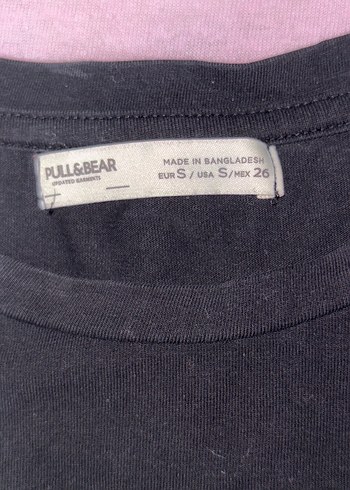 PULL&BEAR
UPDATED GARMENTS
MADE IN BANGLADESH
EUR S / USA S / MEX 26